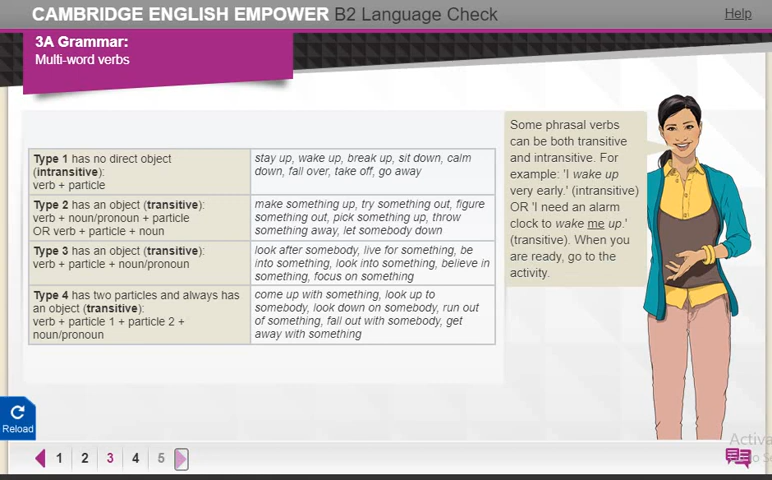 CAMBRIDGE ENGLISH EMPOWER B2 Language Check
Help
3A Grammar:
Multi-word verbs
Type 1 has no direct object
(intransitive):
verb + particle
stay up, wake up, break up, sit down, calm
down, fall over, take off, go away
Type 2 has an object (transitive):
verb + noun/pronoun + particle
OR verb + particle + noun
make something up, try something out, figure
something out, pick something up, throw
something away, let somebody down
Type 3 has an object (transitive):
verb + particle + noun/pronoun
look after somebody, live for something, be
into something, look into something, believe in
something, focus on something
Type 4 has two particles and always has
an object (transitive):
verb + particle 1 + particle 2 +
noun/pronoun
come up with something, look up to
somebody, look down on somebody, run out
of something, fall out with somebody, get
away with something
Some phrasal verbs
can be both transitive
and intransitive. For
example: 'I wake up
very early.' (intransitive)
OR 'I need an alarm
clock to wake me up.'
(transitive). When you
are ready, go to the
activity.
Reload
1 2 3 4 5